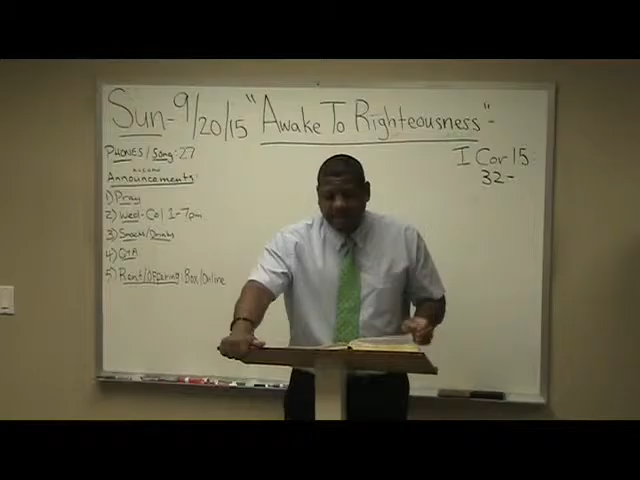 Sun-9/20/15 "Awake To Righteousness"-
PHONES/Song: 27
I Cor 15:
32-
Announcements:
1) Pray
2) Wed-Col 1-7pm
3) Snacks/Drinks
4) Q&A
5) Rent/Offering: Box/Online